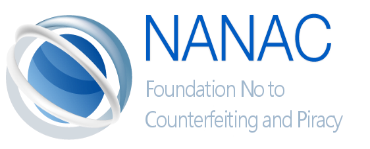 NANAC
Foundation No to
Counterfeiting and Piracy